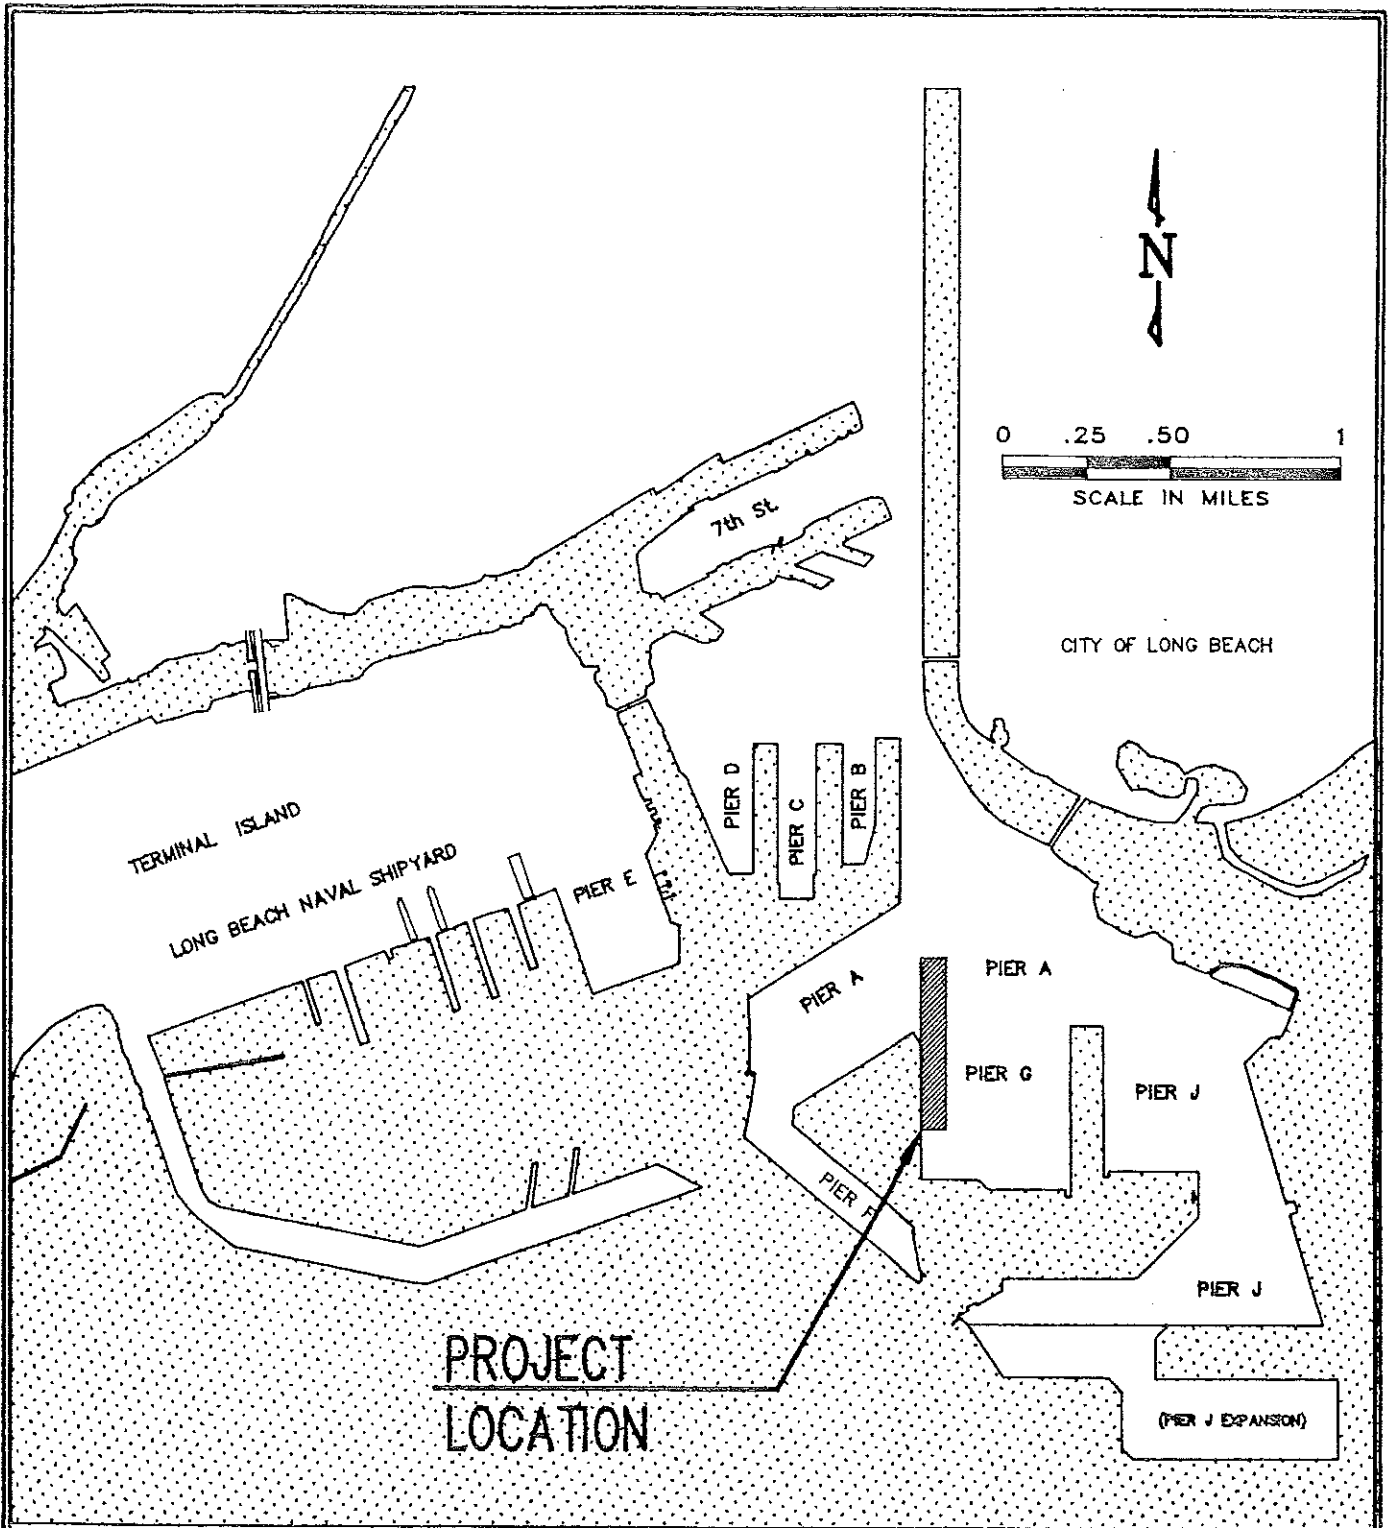 N
0 .25 .50 1
SCALE IN MILES
7th St.
CITY OF LONG BEACH
PIER D
PIER C
PIER B
TERMINAL ISLAND
LONG BEACH NAVAL SHIPYARD
PIER E
PIER A
PIER A
PIER G
PIER J
PIER F
PIER J
PROJECT
LOCATION
(PIER J EXPANSION)